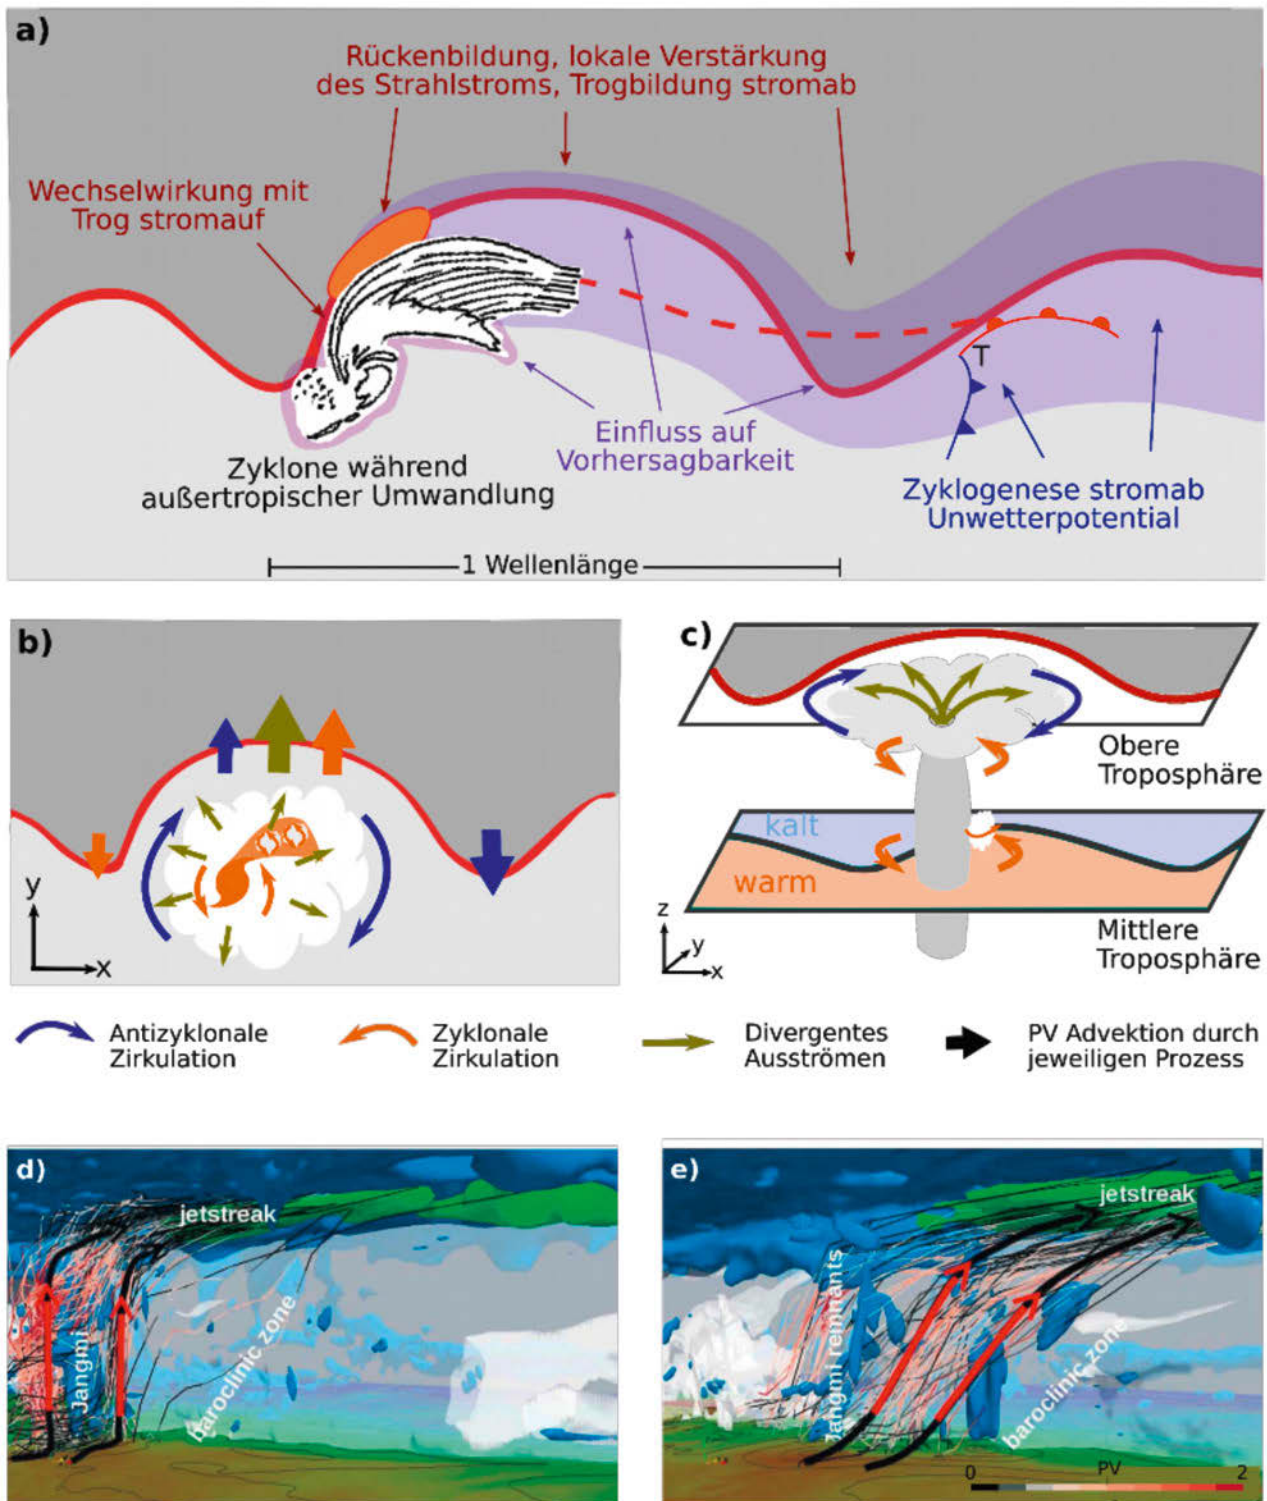 a)
Rückenbildung, lokale Verstärkung
des Strahlstroms, Trogbildung stromab
Wechselwirkung mit
Trog stromauf
T
Einfluss auf
Vorhersagbarkeit
Zyklone während
außertropischer Umwandlung
Zyklogenese stromab
Unwetterpotential
1 Wellenlänge
b)
y
x
c)
Obere
Troposphäre
kalt
warm
z
y
x
Mittlere
Troposphäre
Antizyklonale
Zirkulation
Zyklonale
Zirkulation
Divergentes
Ausströmen
PV Advektion durch
jeweiligen Prozess
d)
jetstreak
Jangmi
baroclinic zone
e)
jetstreak
Jangmi remnants
baroclinic zone
0
PV
2